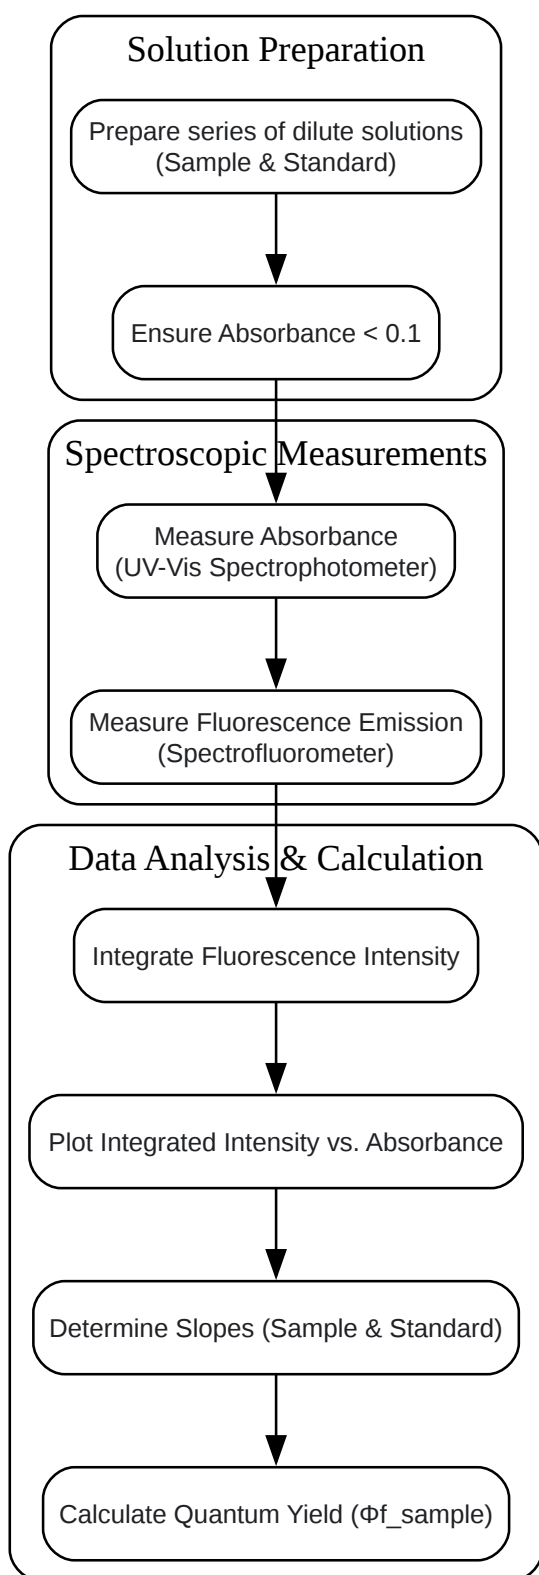 Solution Preparation
Prepare series of dilute solutions
(Sample & Standard)
Ensure Absorbance < 0.1
Spectroscopic Measurements
Measure Absorbance
(UV-Vis Spectrophotometer)
Measure Fluorescence Emission
(Spectrofluorometer)
Data Analysis & Calculation
Integrate Fluorescence Intensity
Plot Integrated Intensity vs. Absorbance
Determine Slopes (Sample & Standard)
Calculate Quantum Yield (Φf_sample)